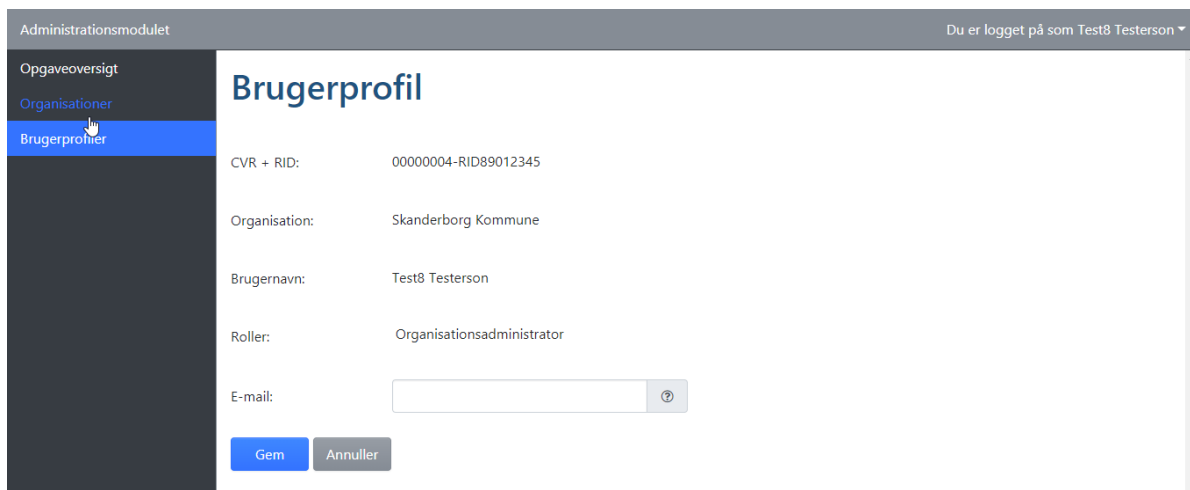 Administrationsmodulet
Du er logget på som Test8 Testerson
Opgaveoversigt
Organisationer
Brugerprofiler
Brugerprofil
CVR + RID: 00000004-RID89012345
Organisation: Skanderborg Kommune
Brugernavn: Test8 Testerson
Roller: Organisationsadministrator
E-mail:
Gem Annuller